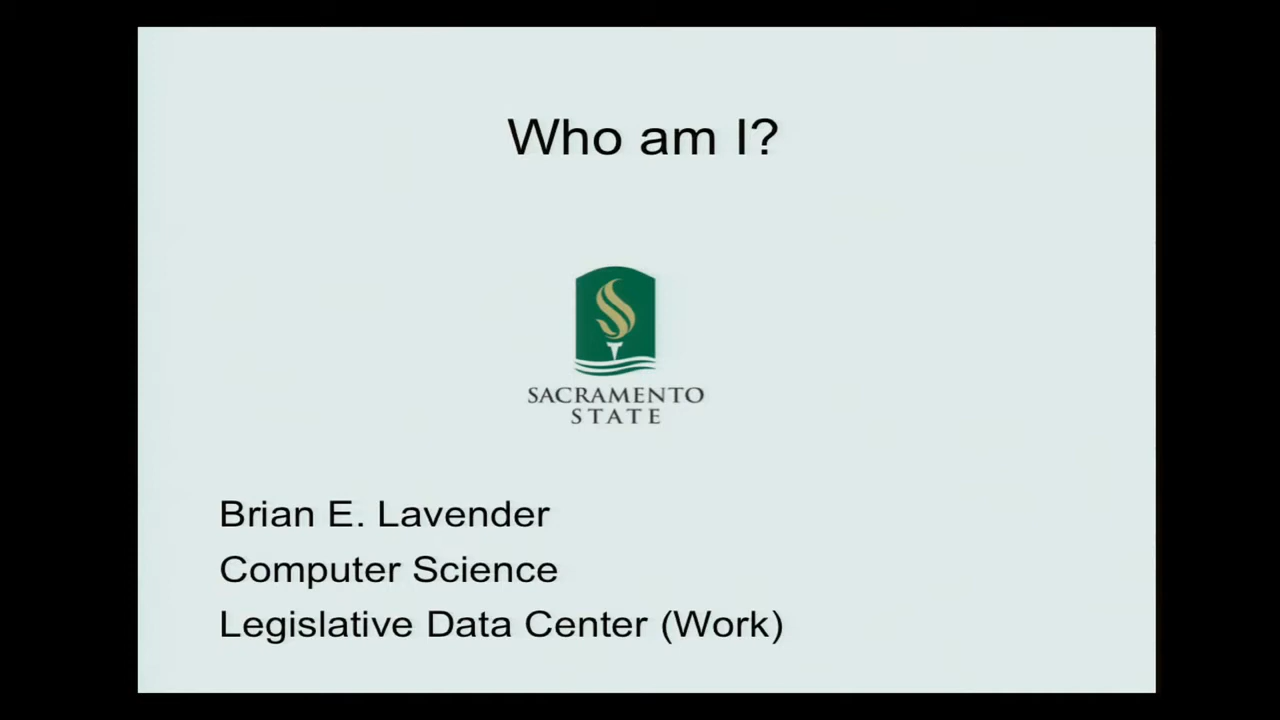 Who am I?
SACRAMENTO
STATE
Brian E. Lavender
Computer Science
Legislative Data Center (Work)